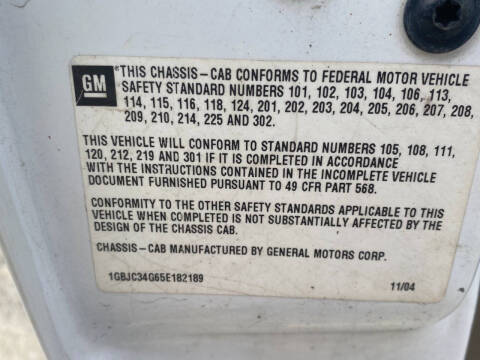 GM
*THIS CHASSIS-CAB CONFORMS TO FEDERAL MOTOR VEHICLE
SAFETY STANDARD NUMBERS 101, 102, 103, 104, 106, 113,
114, 115, 116, 118, 124, 201, 202, 203, 204, 205, 206, 207, 208,
209, 210, 214, 225 AND 302.
THIS VEHICLE WILL CONFORM TO STANDARD NUMBERS 105, 108, 111,
120, 212, 219 AND 301 IF IT IS COMPLETED IN ACCORDANCE
WITH THE INSTRUCTIONS CONTAINED IN THE INCOMPLETE VEHICLE
DOCUMENT FURNISHED PURSUANT TO 49 CFR PART 568.
CONFORMITY TO THE OTHER SAFETY STANDARDS APPLICABLE TO THIS
VEHICLE WHEN COMPLETED IS NOT SUBSTANTIALLY AFFECTED BY THE
DESIGN OF THE CHASSIS CAB.
CHASSIS-CAB MANUFACTURED BY GENERAL MOTORS CORP.
1GBJC34G65E182189
11/04